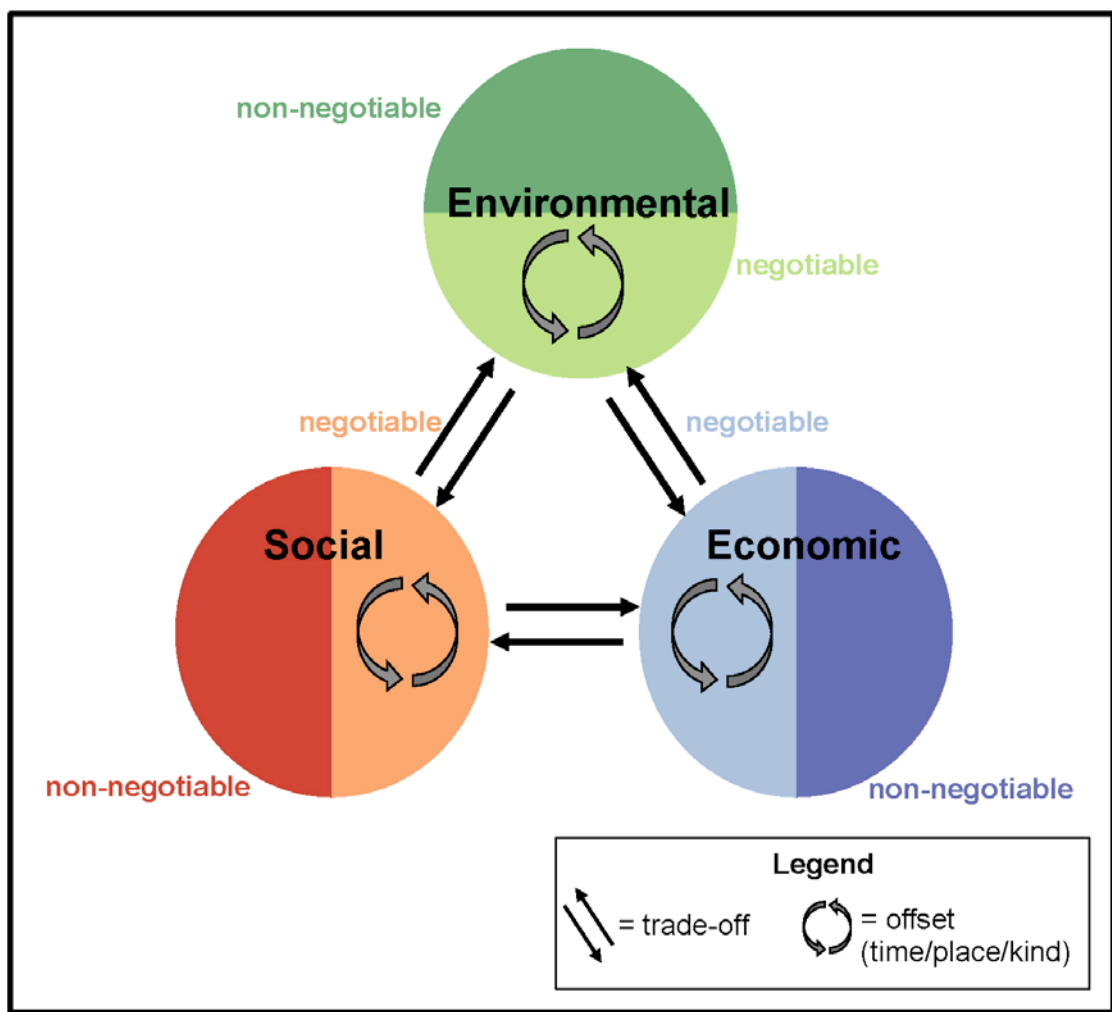 non-negotiable
Environmental
negotiable
negotiable
negotiable
Social
Economic
non-negotiable
non-negotiable
Legend
= trade-off
= offset
(time/place/kind)